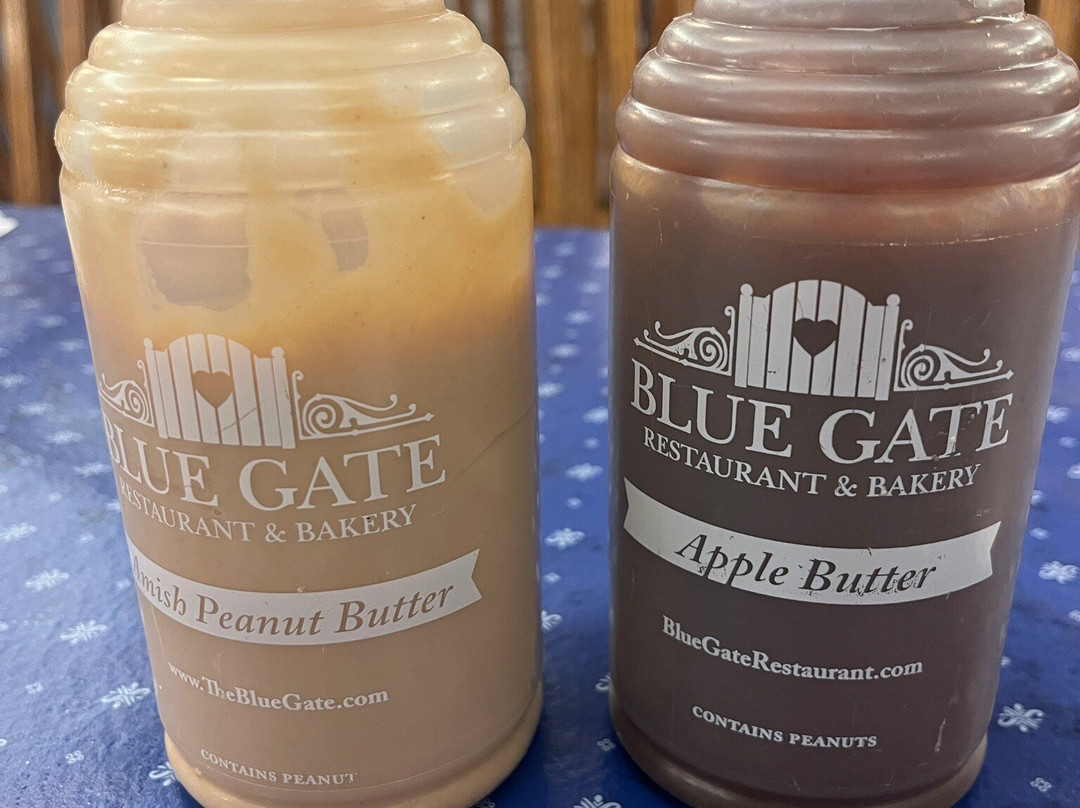 BLUE GATE
RESTAURANT & BAKERY
Amish Peanut Butter
www.TheBlueGate.com
CONTAINS PEANUT
BLUE GATE
RESTAURANT & BAKERY
Apple Butter
BlueGateRestaurant.com
CONTAINS PEANUTS